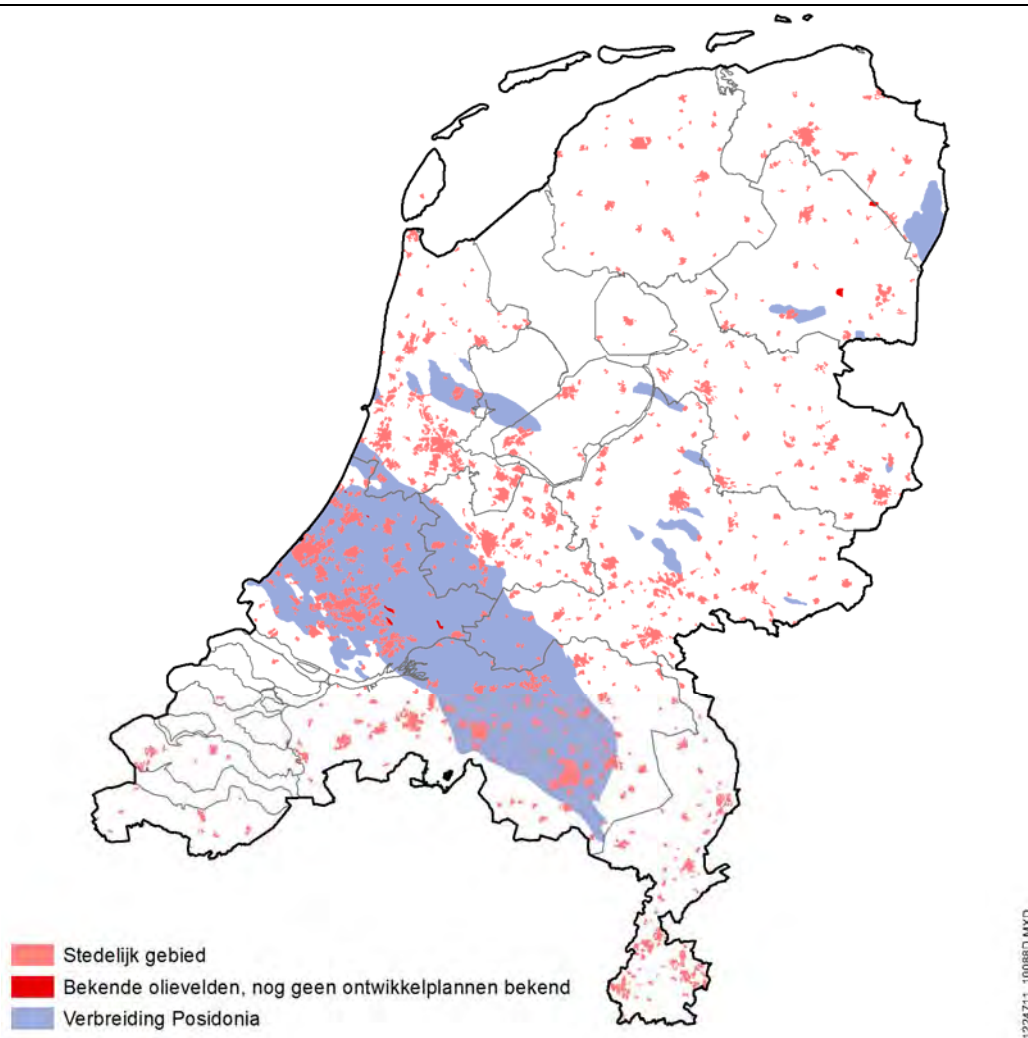 Stedelijk gebied
Bekende olievelden, nog geen ontwikkelplannen bekend
Verbreiding Posidonia